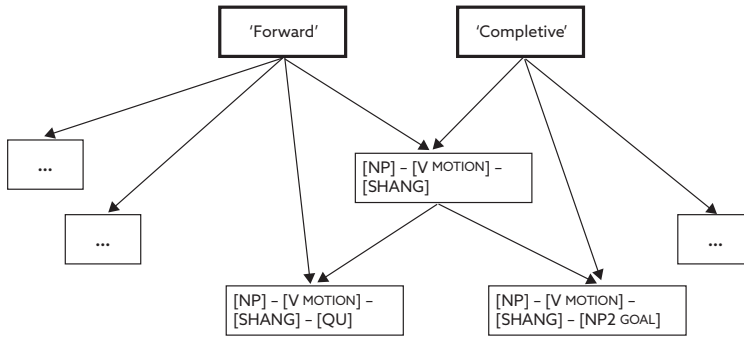 ‘Forward’
‘Completive’
...
[NP] – [V MOTION] –
[SHANG]
...
...
[NP] – [V MOTION] –
[SHANG] – [QU]
[NP] – [V MOTION] –
[SHANG] – [NP2 GOAL]